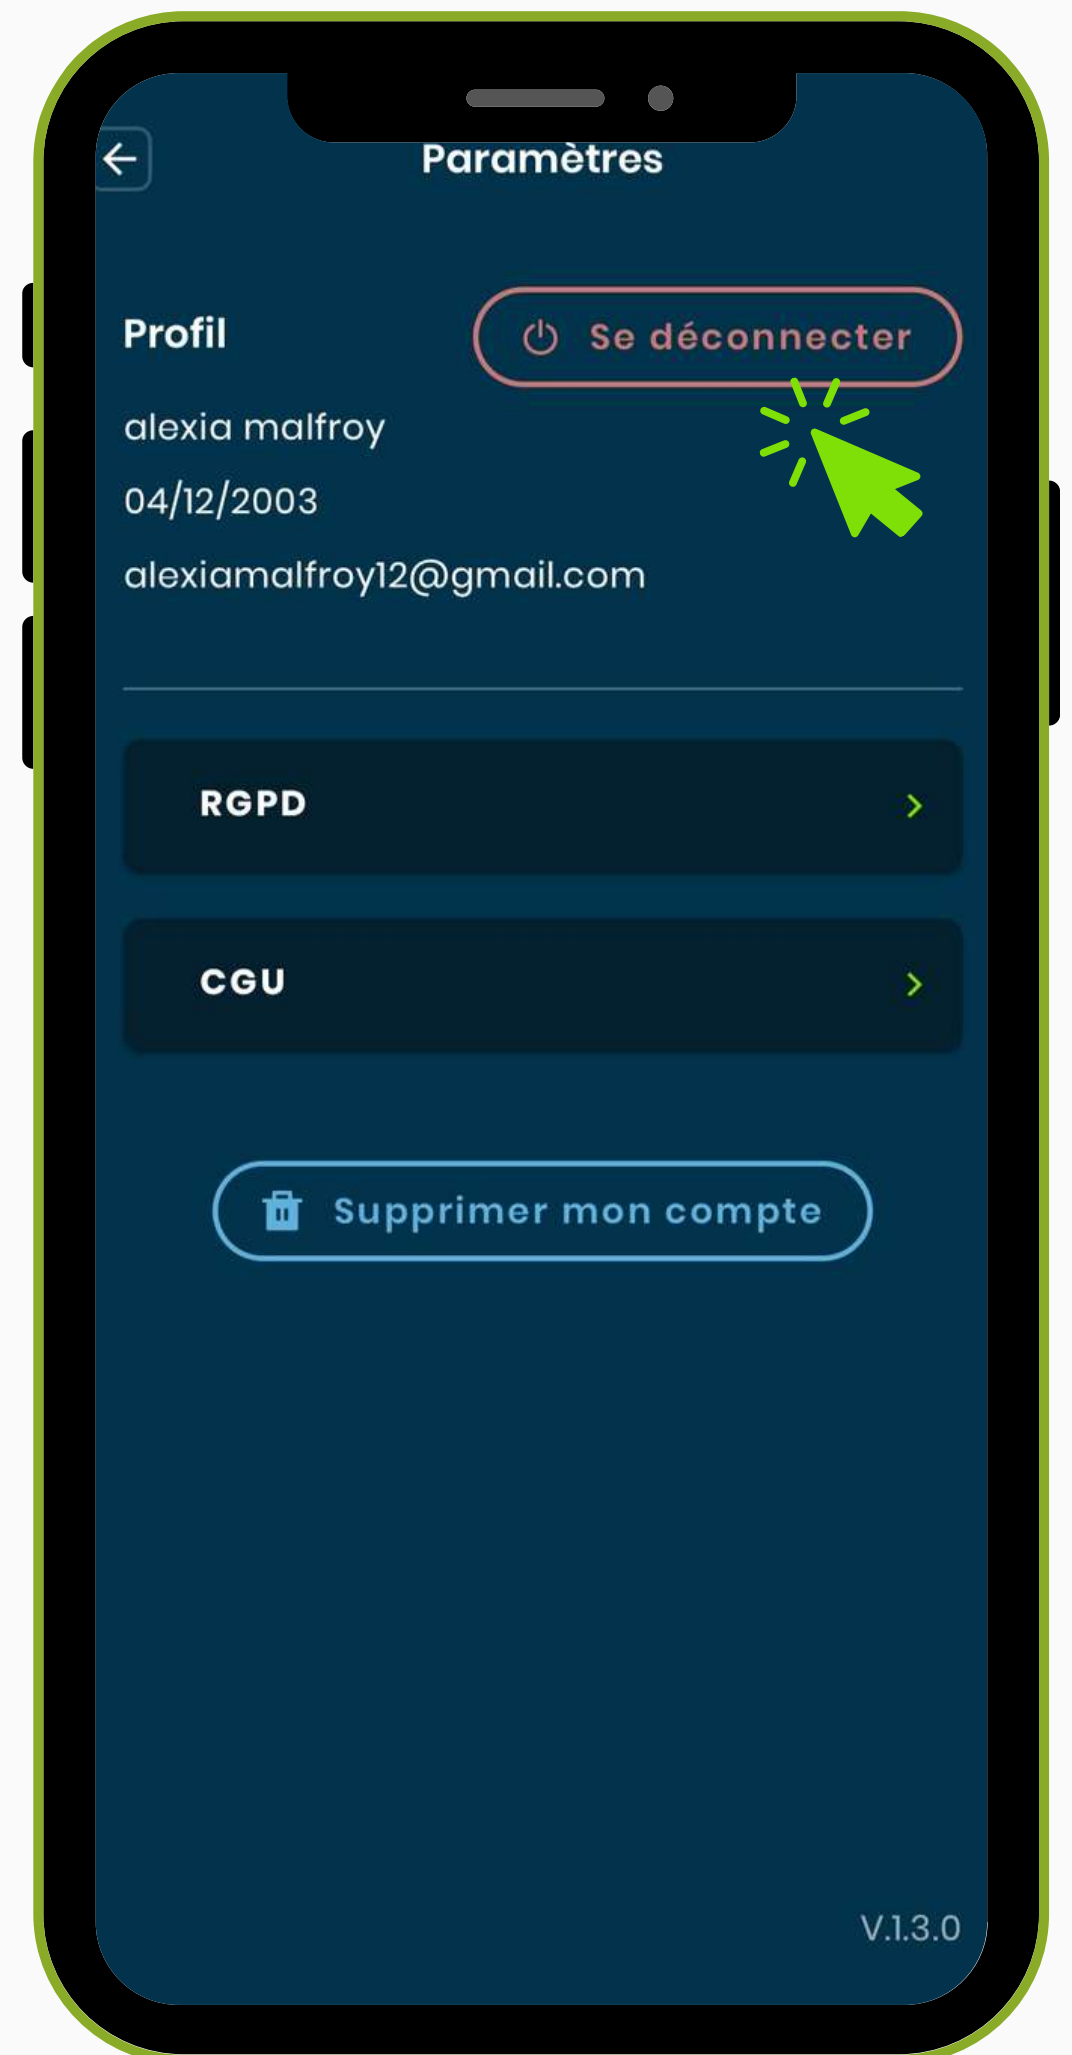 Paramètres
Profil
Se déconnecter
alexia malfroy
04/12/2003
alexiamalfroy12@gmail.com
RGPD
CGU
Supprimer mon compte
V.1.3.0